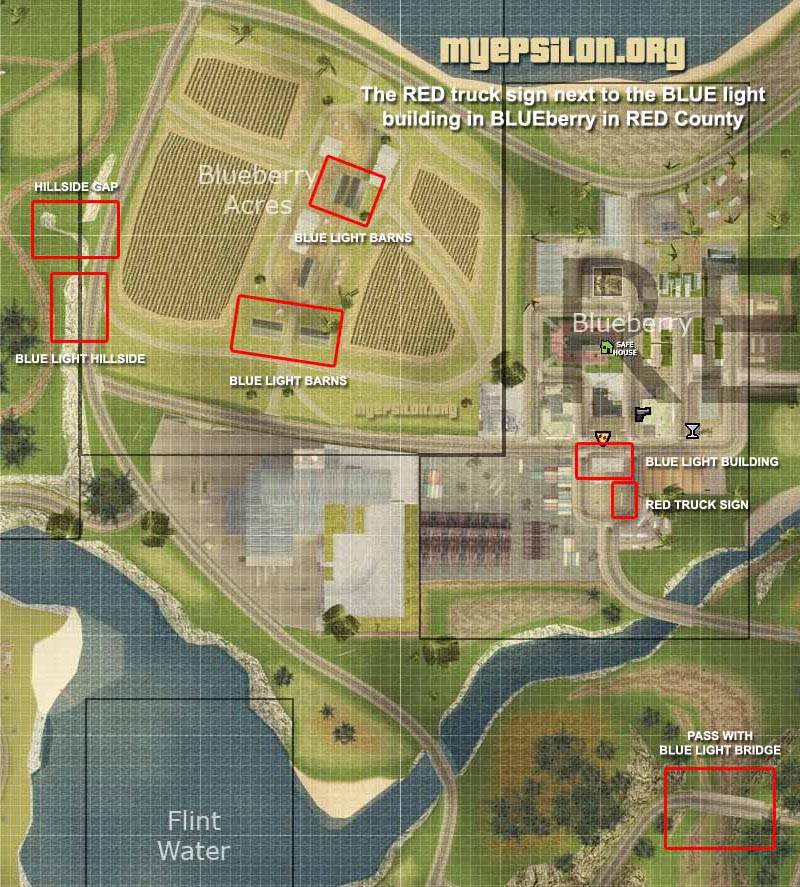 myepsilon.org
The RED truck sign next to the BLUE light
building in BLUEberry in RED County
Blueberry
Acres
HILLSIDE GAP
BLUE LIGHT BARNS
RE
Blueberry
SAFE
HOUSE
BLUE LIGHT HILLSIDE
BLUE LIGHT BARNS
myepsilon.org
BLUE LIGHT BUILDING
RED TRUCK SIGN
PASS WITH
BLUE LIGHT BRIDGE
Flint
Water